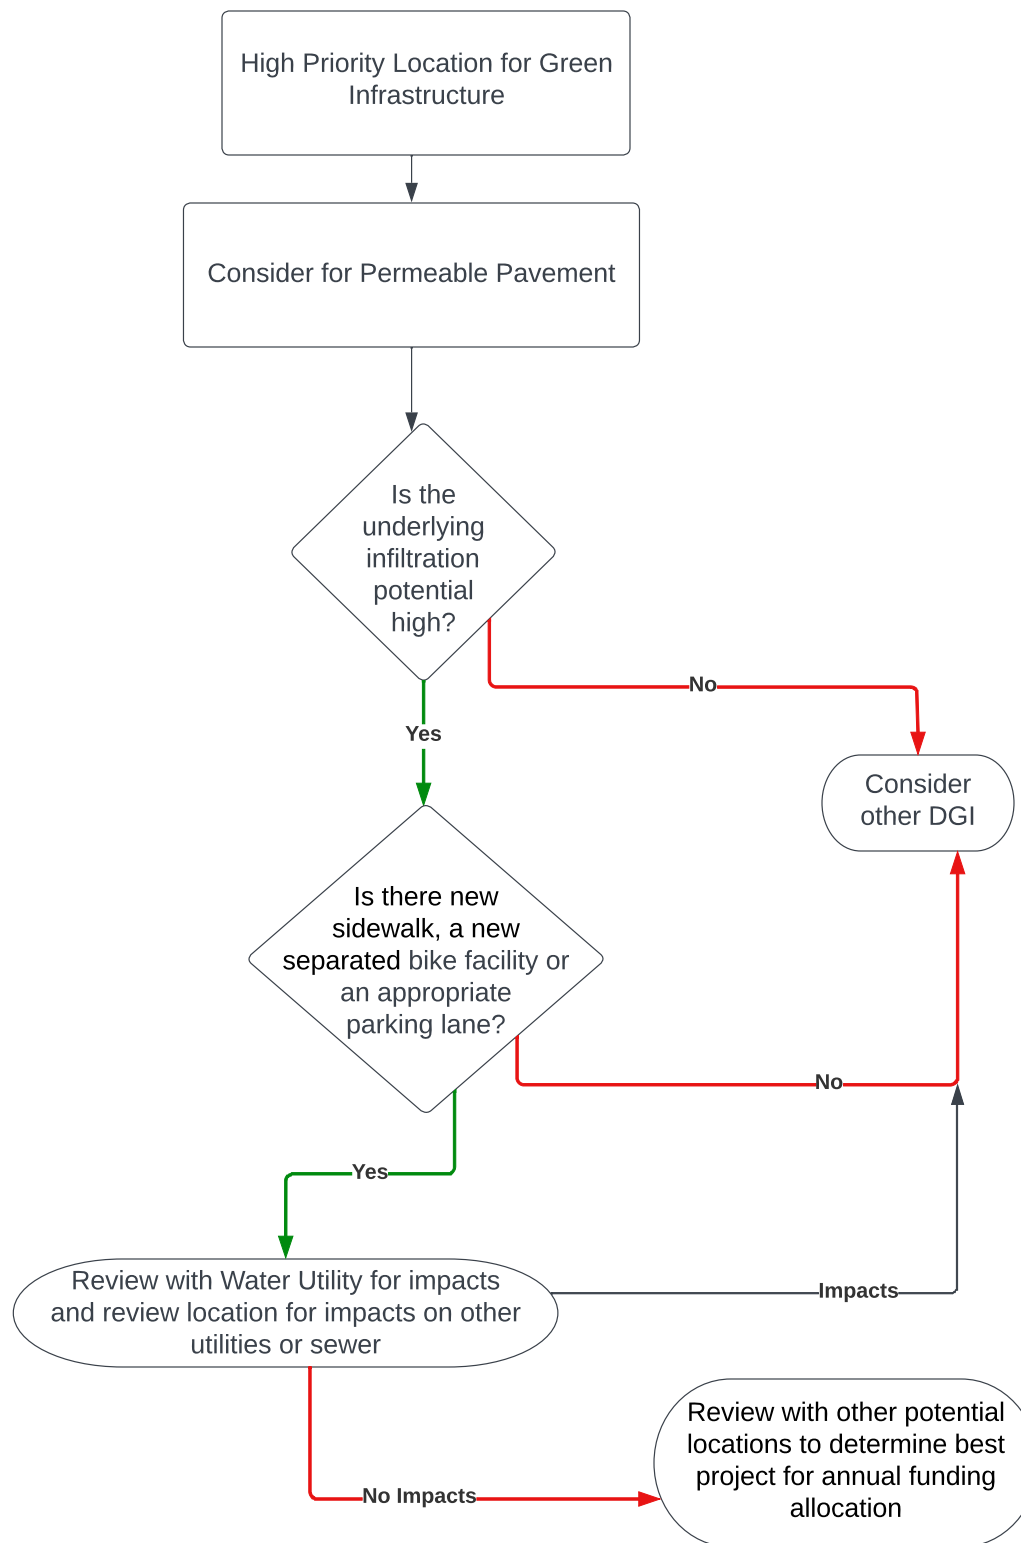 High Priority Location for Green
Infrastructure
Consider for Permeable Pavement
Is the
underlying
infiltration
potential
high?
No
Yes
Consider
other DGI
Is there new
sidewalk, a new
separated bike facility or
an appropriate
parking lane?
No
Yes
Review with Water Utility for impacts
and review location for impacts on other
utilities or sewer
Impacts
Review with other potential
locations to determine best
project for annual funding
allocation
No Impacts